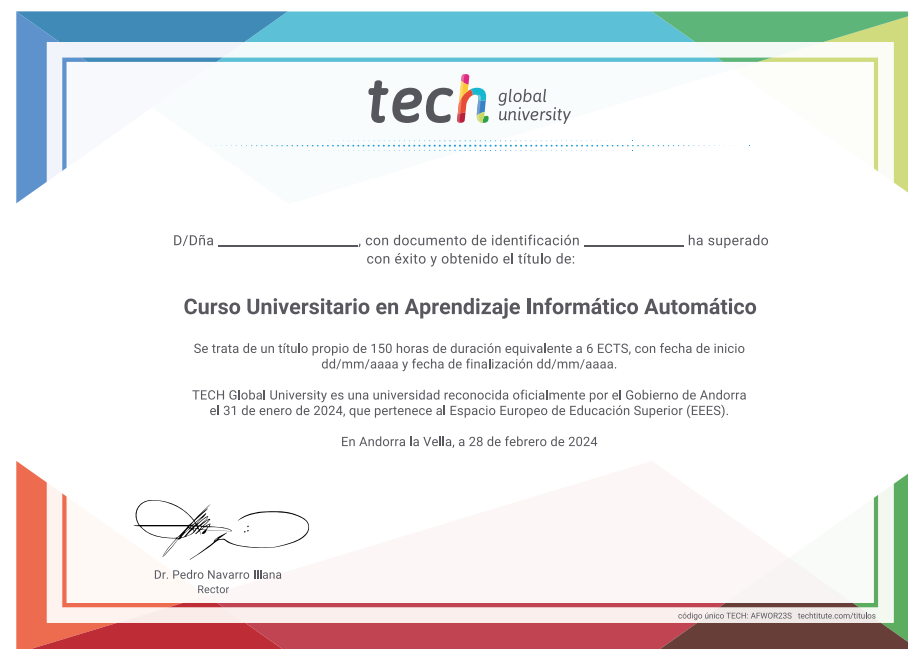 tech global university
D/Dña ____________________, con documento de identificación ______________ ha superado
con éxito y obtenido el título de:
Curso Universitario en Aprendizaje Informático Automático
Se trata de un título propio de 150 horas de duración equivalente a 6 ECTS, con fecha de inicio
dd/mm/aaaa y fecha de finalización dd/mm/aaaa.
TECH Global University es una universidad reconocida oficialmente por el Gobierno de Andorra
el 31 de enero de 2024, que pertenece al Espacio Europeo de Educación Superior (EEES).
En Andorra la Vella, a 28 de febrero de 2024
Dr. Pedro Navarro Illana
Rector
código único TECH: AFWOR23S techtitute.com/titulos